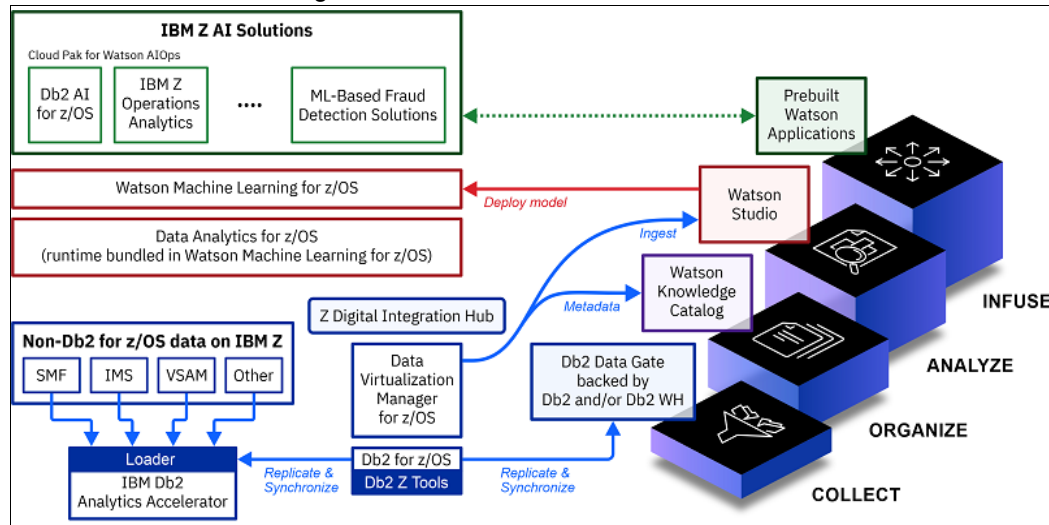 IBM Z AI Solutions
Cloud Pak for Watson AIOps
Db2 AI
for z/OS
IBM Z
Operations
Analytics
....
ML-Based Fraud
Detection Solutions
Prebuilt
Watson
Applications
Watson Machine Learning for z/OS
Deploy model
Watson
Studio
Data Analytics for z/OS
(runtime bundled in Watson Machine Learning for z/OS)
Ingest
Watson
Knowledge
Catalog
Metadata
Z Digital Integration Hub
Non-Db2 for z/OS data on IBM Z
SMF
IMS
VSAM
Other
Data
Virtualization
Manager
for z/OS
Db2 Data Gate
backed by
Db2 and/or Db2 WH
Loader
IBM Db2
Analytics Accelerator
Replicate &
Synchronize
Db2 for z/OS
Db2 Z Tools
Replicate &
Synchronize
INFUSE
ANALYZE
ORGANIZE
COLLECT